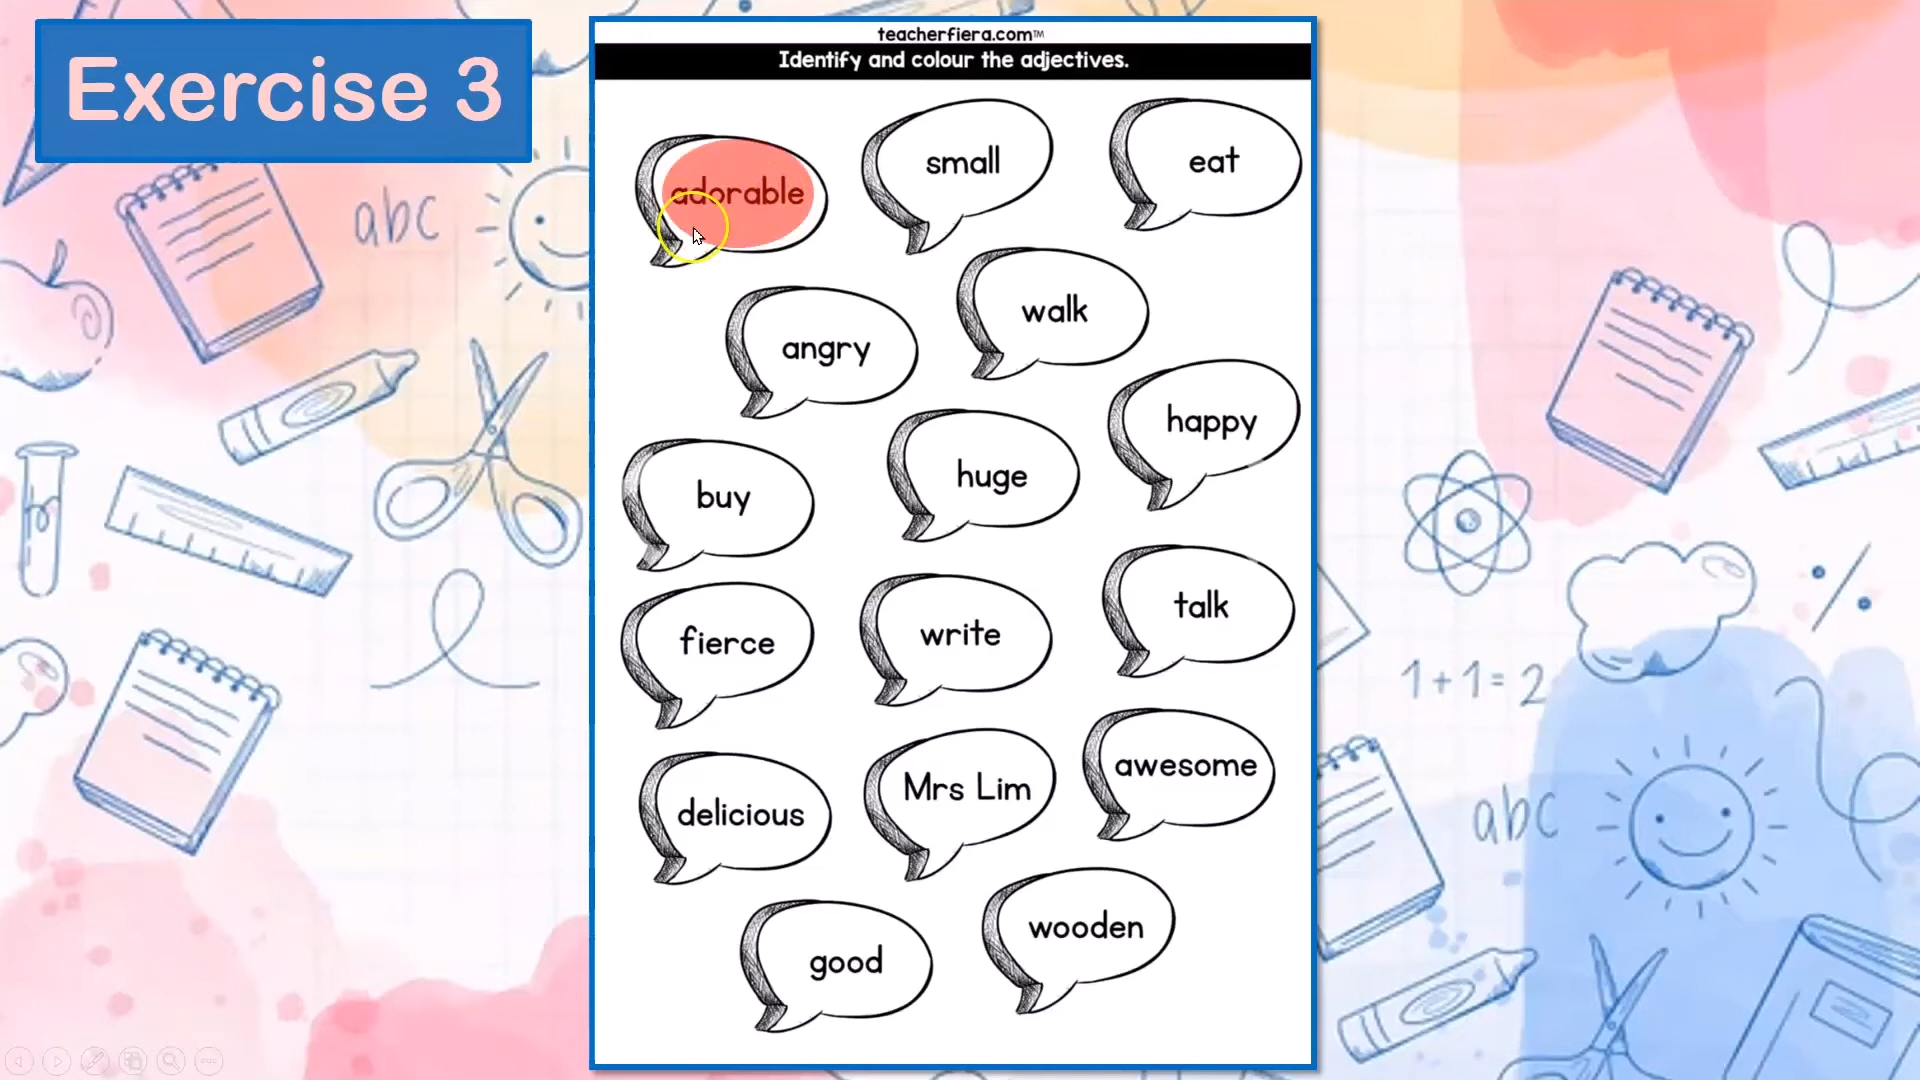 Exercise 3
teacherfiera.com™
Identify and colour the adjectives.
adorable
small
eat
angry
walk
happy
buy
huge
fierce
write
talk
delicious
Mrs Lim
awesome
good
wooden
abc
1+1=2
abc